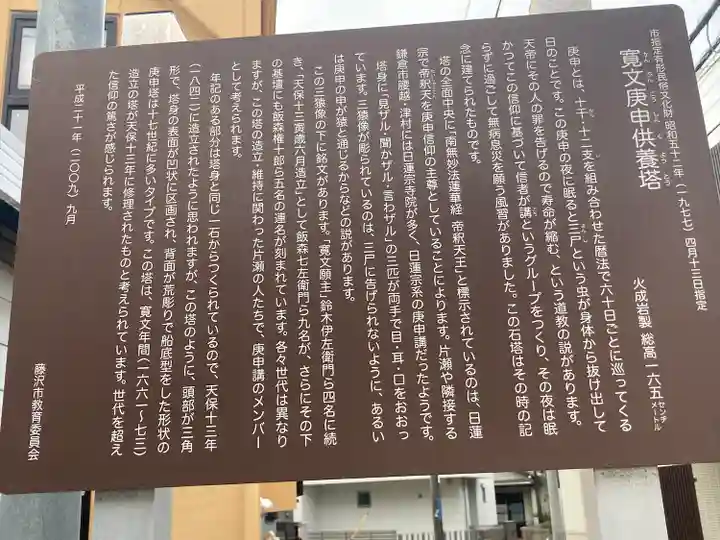 市指定有形民俗文化財 昭和五十二年（一九七七）四月十三日指定
寛文庚申供養塔
かんぶんこうしんくようとう
火成岩製 総高一六五センチメートル
庚申とは、十干・十二支を組み合わせた暦法で六十日ごとに巡ってくる
日のことです。この庚申の夜に眠ると三尸という虫が身体から抜け出して
天帝にその人の罪を告げるので寿命が縮む、という道教の説があります。
かつてこの信仰に基づいて信者が講というグループをつくり、その夜は眠
らずに過ごして無病息災を願う風習がありました。この石塔はその時の記
念に建てられたものです。
塔の全面中央に「南無妙法蓮華経 帝釈天王」と標示されているのは、日蓮
宗で帝釈天を庚申信仰の主尊としていることによります。片瀬や隣接する
鎌倉市腰越・津村には日蓮宗寺院が多く、日蓮宗系の庚申講だったようです。
塔身に「見ザル・聞かザル・言わザル」の三匹が両手で目・耳・口をおおっ
ています。三猿像が彫られているのは、三尸に告げられないように、あるい
は庚申の申が猿と通じるからなどの説があります。
この三猿像の下に銘文があります。「寛文願主」鈴木伊左衛門ら四名に続
き、「天保十三寅歳六月造立」として飯森七左衛門ら九名が、さらにその下
の基壇にも飯森権十郎ら五名の連名が刻まれています。各々世代は異なり
ますが、この塔の造立・維持に関わった片瀬の人たちで、庚申講のメンバー
として考えられます。
年記のある部分は塔身と同じ一石からつくられているので、天保十三年
（一八四二）に造立されたように思われますが、この塔のように、頭部が三角
形で、塔身の表面が凹状に区画され、背面が荒彫りで船底型をした形状の
庚申塔は十七世紀に多いタイプです。この塔は、寛文年間（一六六一～七三）
造立の塔が天保十三年に修理されたものと考えられています。世代を超え
た信仰の篤さが感じられます。
平成二十一年（二〇〇九）九月
藤沢市教育委員会